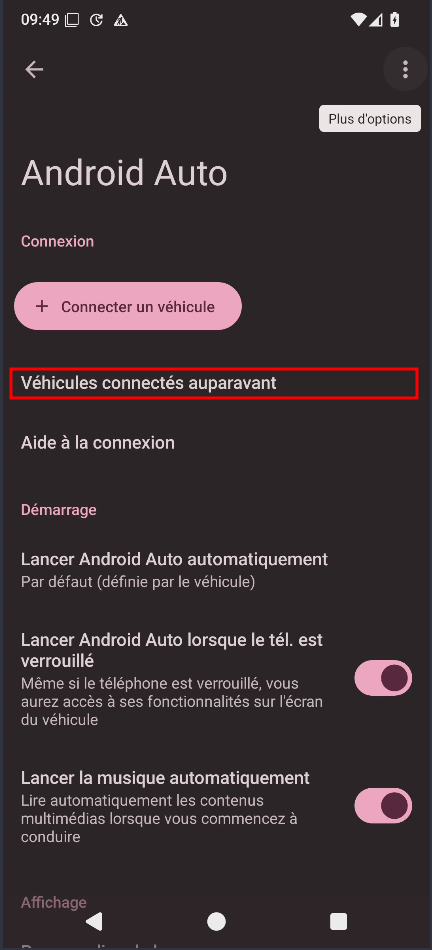 09:49
Plus d'options
Android Auto
Connexion
+ Connecter un véhicule
Véhicules connectés auparavant
Aide à la connexion
Démarrage
Lancer Android Auto automatiquement
Par défaut (définie par le véhicule)
Lancer Android Auto lorsque le tél. est
verrouillé
Même si le téléphone est verrouillé, vous
aurez accès à ses fonctionnalités sur l'écran
du véhicule
Lancer la musique automatiquement
Lire automatiquement les contenus
multimédias lorsque vous commencez à
conduire
Affichage